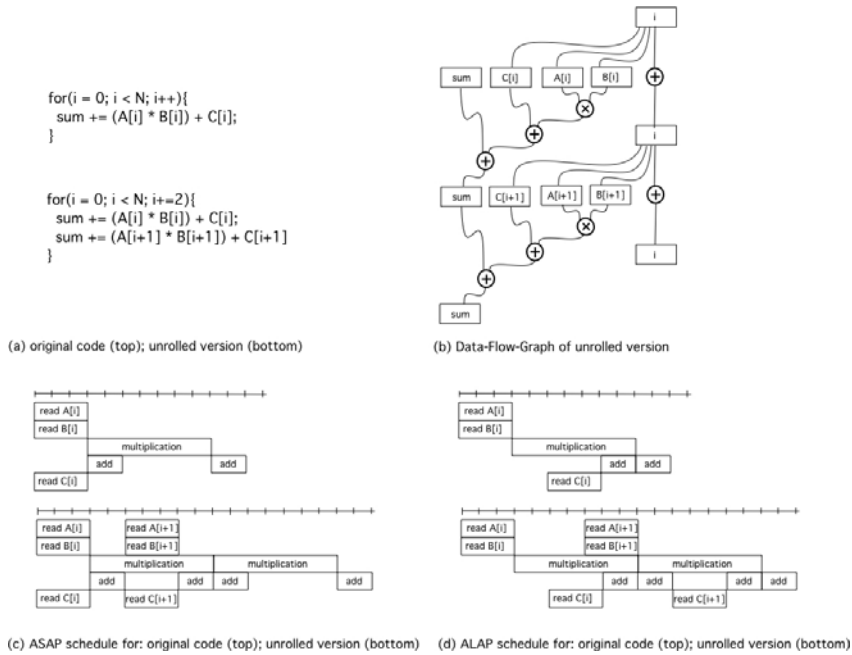 for(i = 0; i < N; i++){
sum += (A[i] * B[i]) + C[i];
}
for(i = 0; i < N; i+=2){
sum += (A[i] * B[i]) + C[i];
sum += (A[i+1] * B[i+1]) + C[i+1]
}
(a) original code (top); unrolled version (bottom)
i
sum C[i] A[i] B[i] +
×
+
+
i
sum C[i+1] A[i+1] B[i+1] +
×
+
+
i
sum
(b) Data-Flow-Graph of unrolled version
read A[i]
read B[i]
multiplication
add add
read C[i]
read A[i] read A[i+1]
read B[i] read B[i+1]
multiplication multiplication
add add add add
read C[i] read C[i+1]
(c) ASAP schedule for: original code (top); unrolled version (bottom)
read A[i]
read B[i]
multiplication
add add
read C[i]
read A[i] read A[i+1]
read B[i] read B[i+1]
multiplication multiplication
add add add add
read C[i] read C[i+1]
(d) ALAP schedule for: original code (top); unrolled version (bottom)